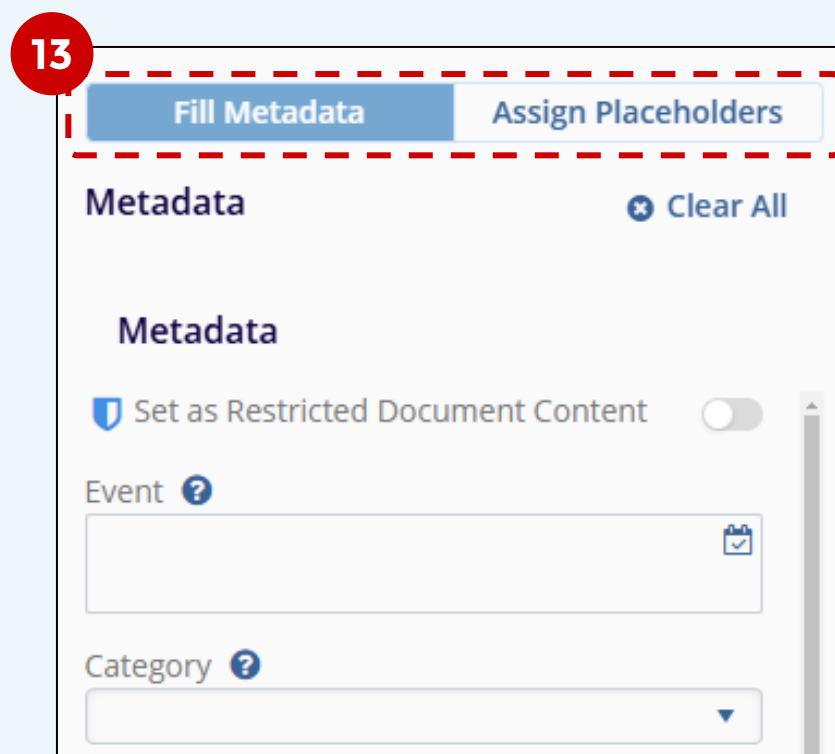 13
Fill Metadata Assign Placeholders
Metadata Clear All
Metadata
Set as Restricted Document Content
Event ?
Category ?